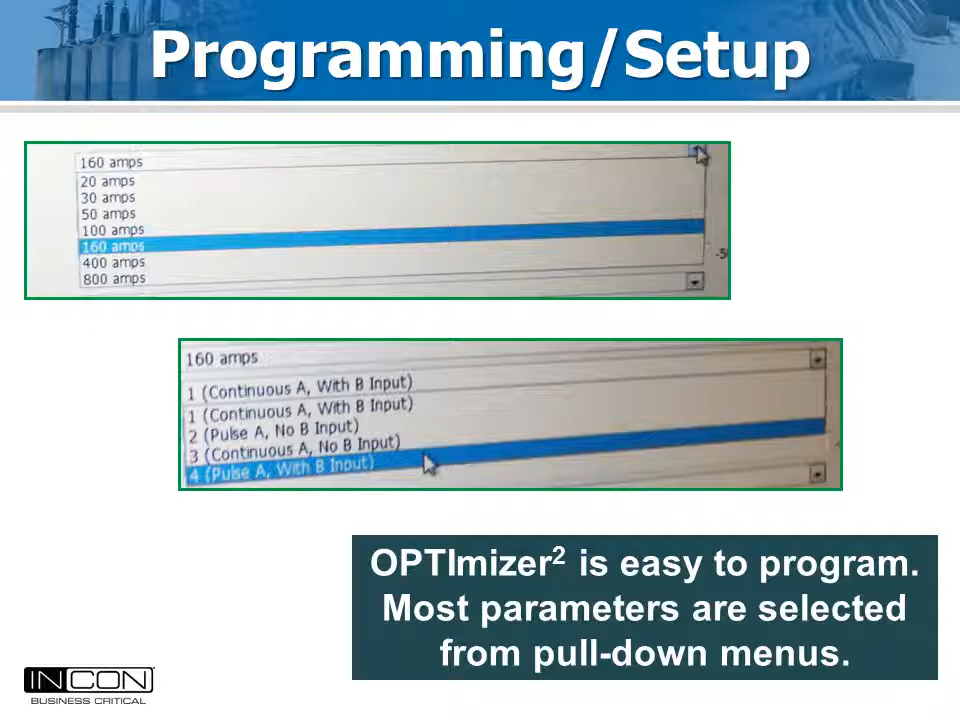 Programming/Setup
160 amps
20 amps
30 amps
50 amps
100 amps
160 amps
400 amps
800 amps
160 amps
1 (Continuous A, With B Input)
1 (Continuous A, With B Input)
2 (Pulse A, No B Input)
3 (Continuous A, No B Input)
4 (Pulse A, With B Input)
OPTImizer² is easy to program.
Most parameters are selected
from pull-down menus.
INCON
BUSINESS CRITICAL